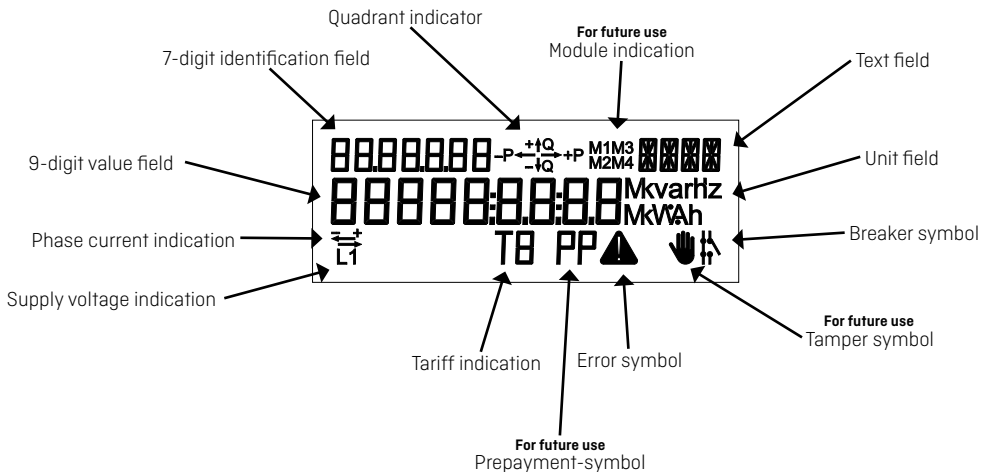 Quadrant indicator
For future use
Module indication
7-digit identification field
Text field
88.8.8.8.88 -P +Q -Q +P M1M3 M2M4
9-digit value field
Unit field
88888:8.8:8.8 MkvarHz
MkWAh
Phase current indication
- +
L1
T8 PP
Breaker symbol
Supply voltage indication
For future use
Tamper symbol
Tariff indication
Error symbol
For future use
Prepayment-symbol